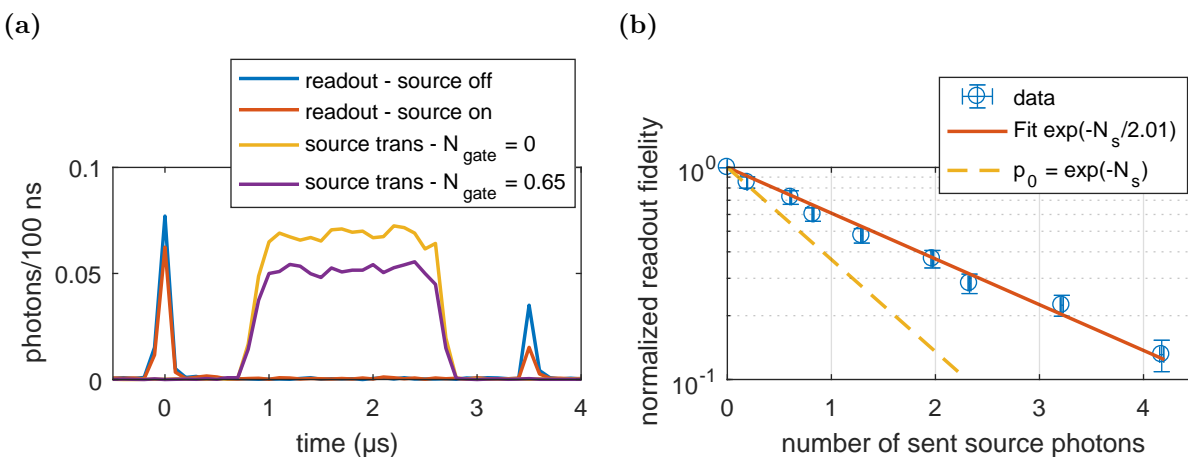 (a)
readout - source off
readout - source on
source trans - N_gate = 0
source trans - N_gate = 0.65
photons/100 ns
0.1
0.05
0
0
1
2
3
4
time (µs)
(b)
data
Fit exp(-N_s/2.01)
p_0 = exp(-N_s)
normalized readout fidelity
10^0
10^-1
0
1
2
3
4
number of sent source photons